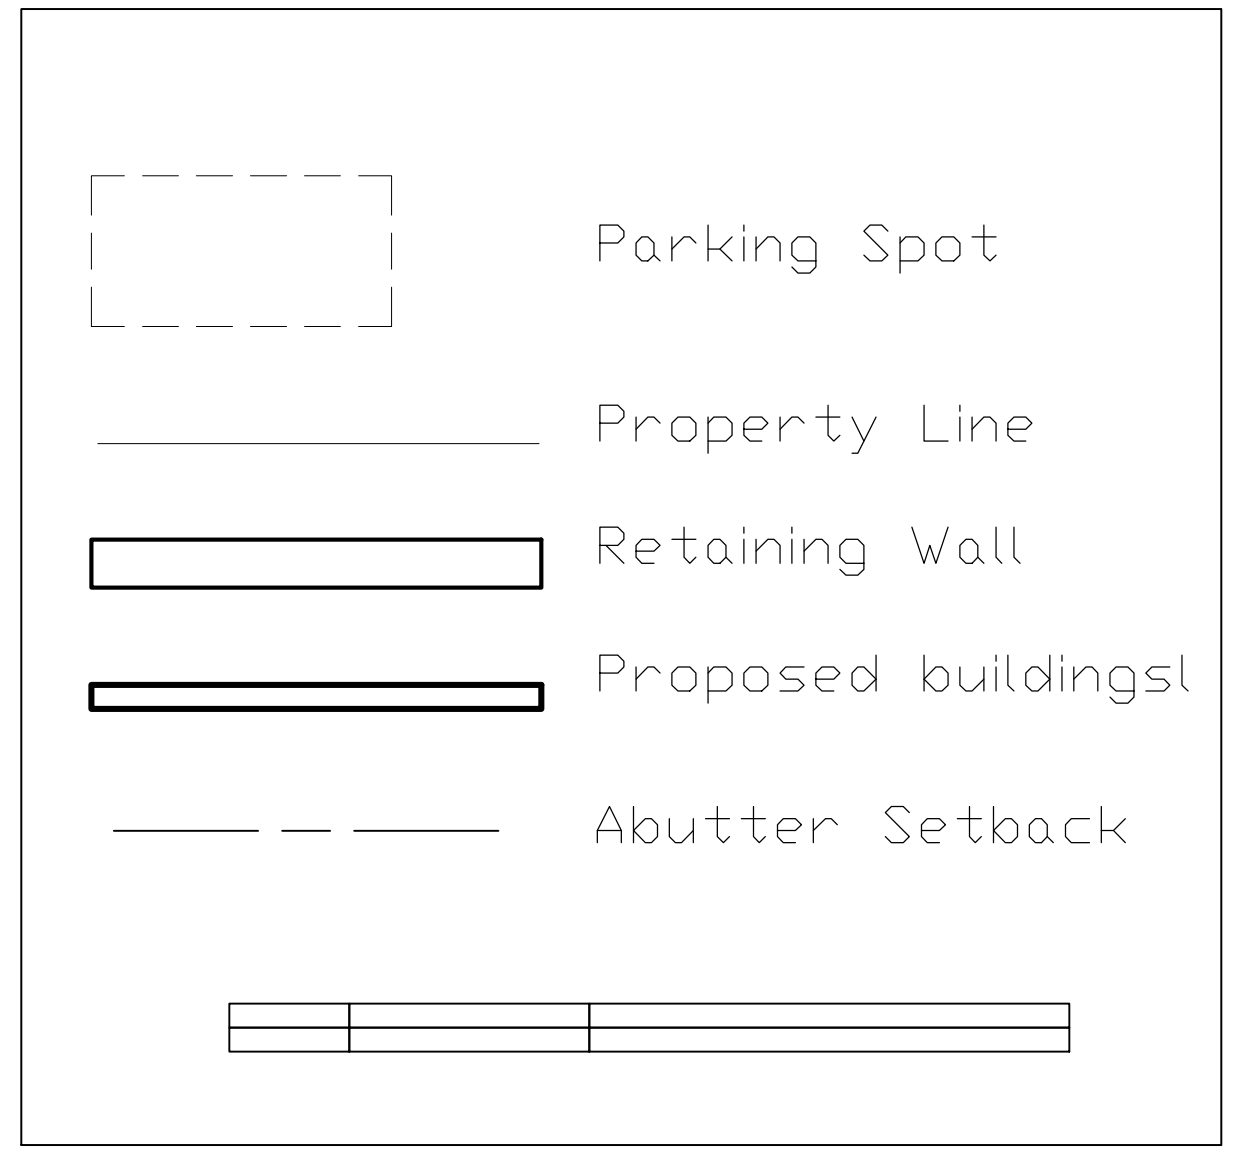 Parking Spot
Property Line
Retaining Wall
Proposed buildingsl
Abutter Setback